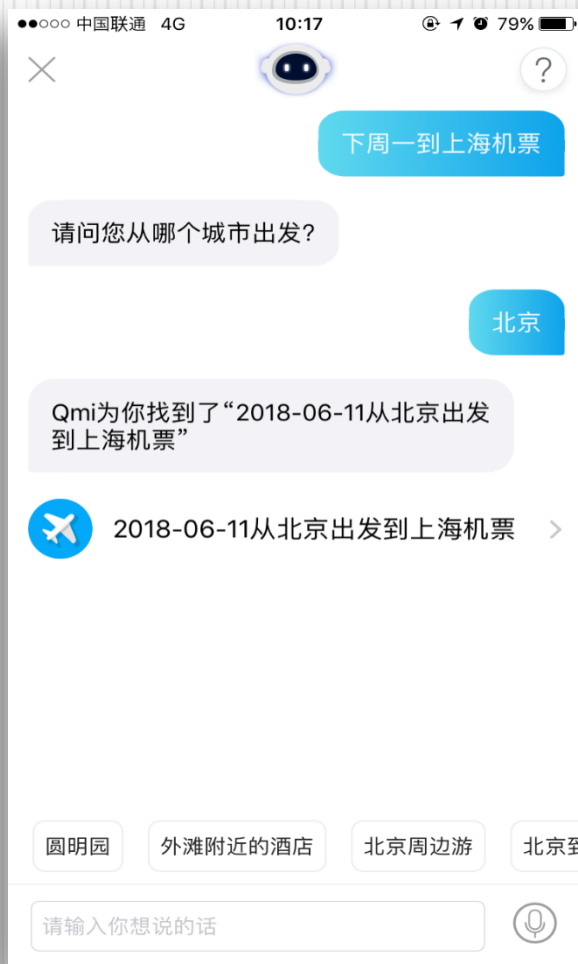 中国联通 4G 10:17 79%
?
下周一到上海机票
请问您从哪个城市出发?
北京
Qmi为你找到了“2018-06-11从北京出发
到上海机票”
2018-06-11从北京出发到上海机票
圆明园 外滩附近的酒店 北京周边游 北京到
请输入你想说的话